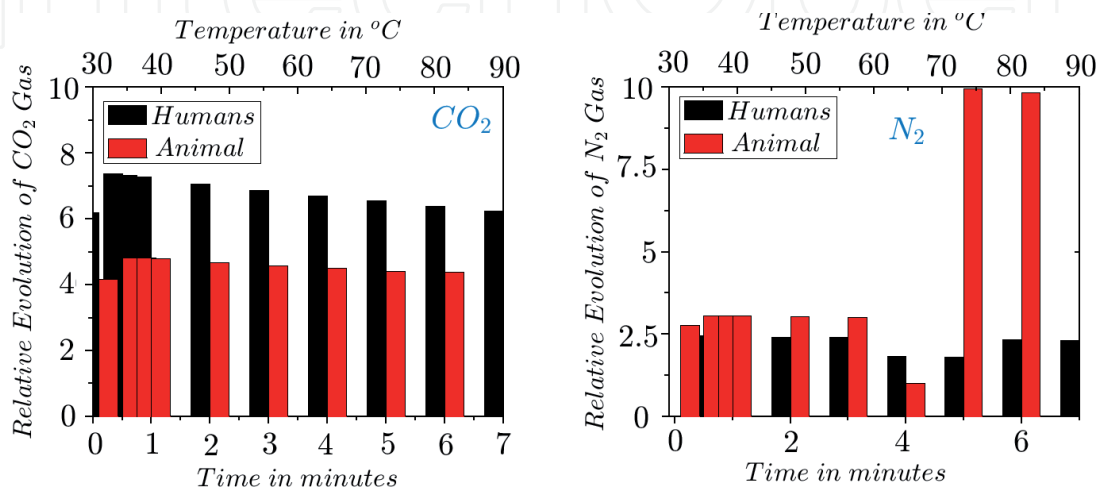 Temperature in °C
30 40 50 60 70 80 90
Relative Evolution of CO₂ Gas
10
8
6
4
2
0
Humans
Animal
CO₂
0 1 2 3 4 5 6 7
Time in minutes
Temperature in °C
30 40 50 60 70 80 90
Relative Evolution of N₂ Gas
10
7.5
5
2.5
0
Humans
Animal
N₂
0 2 4 6
Time in minutes